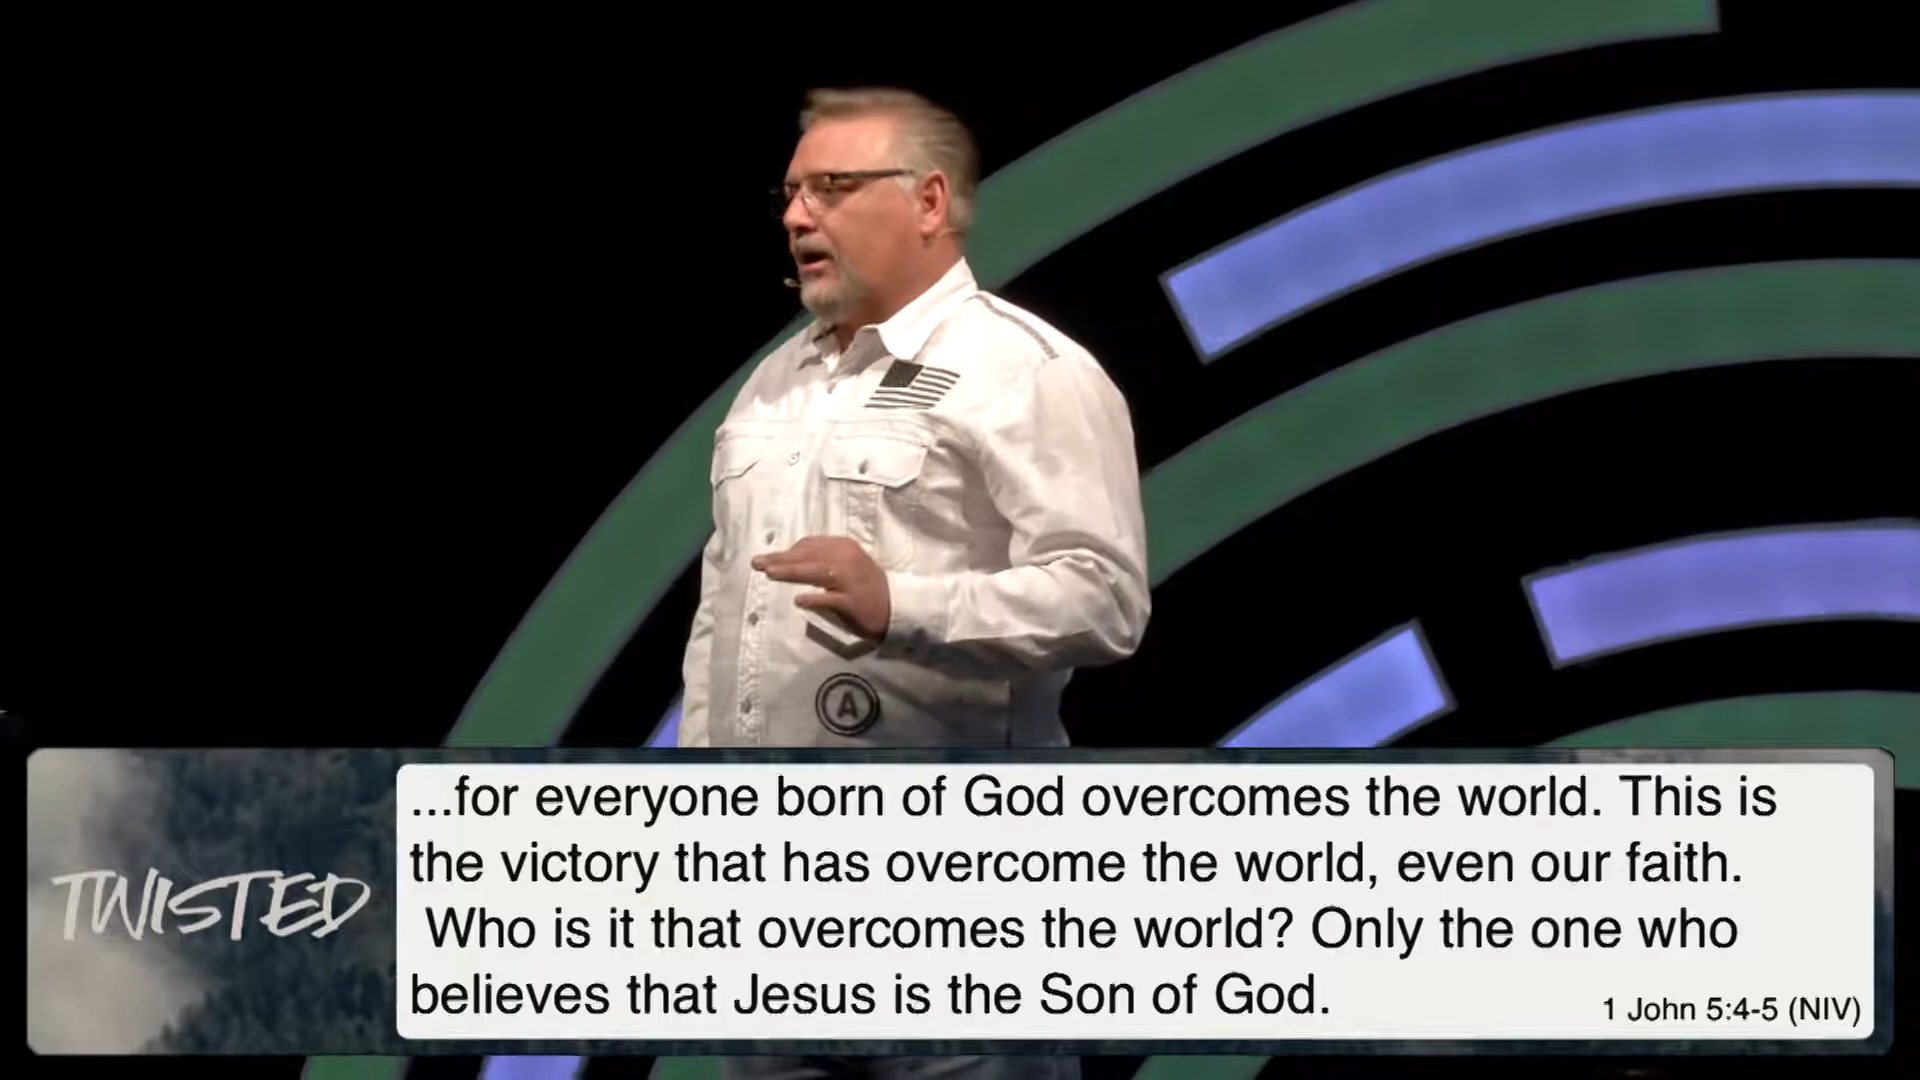 A
TWISTED
...for everyone born of God overcomes the world. This is
the victory that has overcome the world, even our faith.
Who is it that overcomes the world? Only the one who
believes that Jesus is the Son of God.
1 John 5:4-5 (NIV)